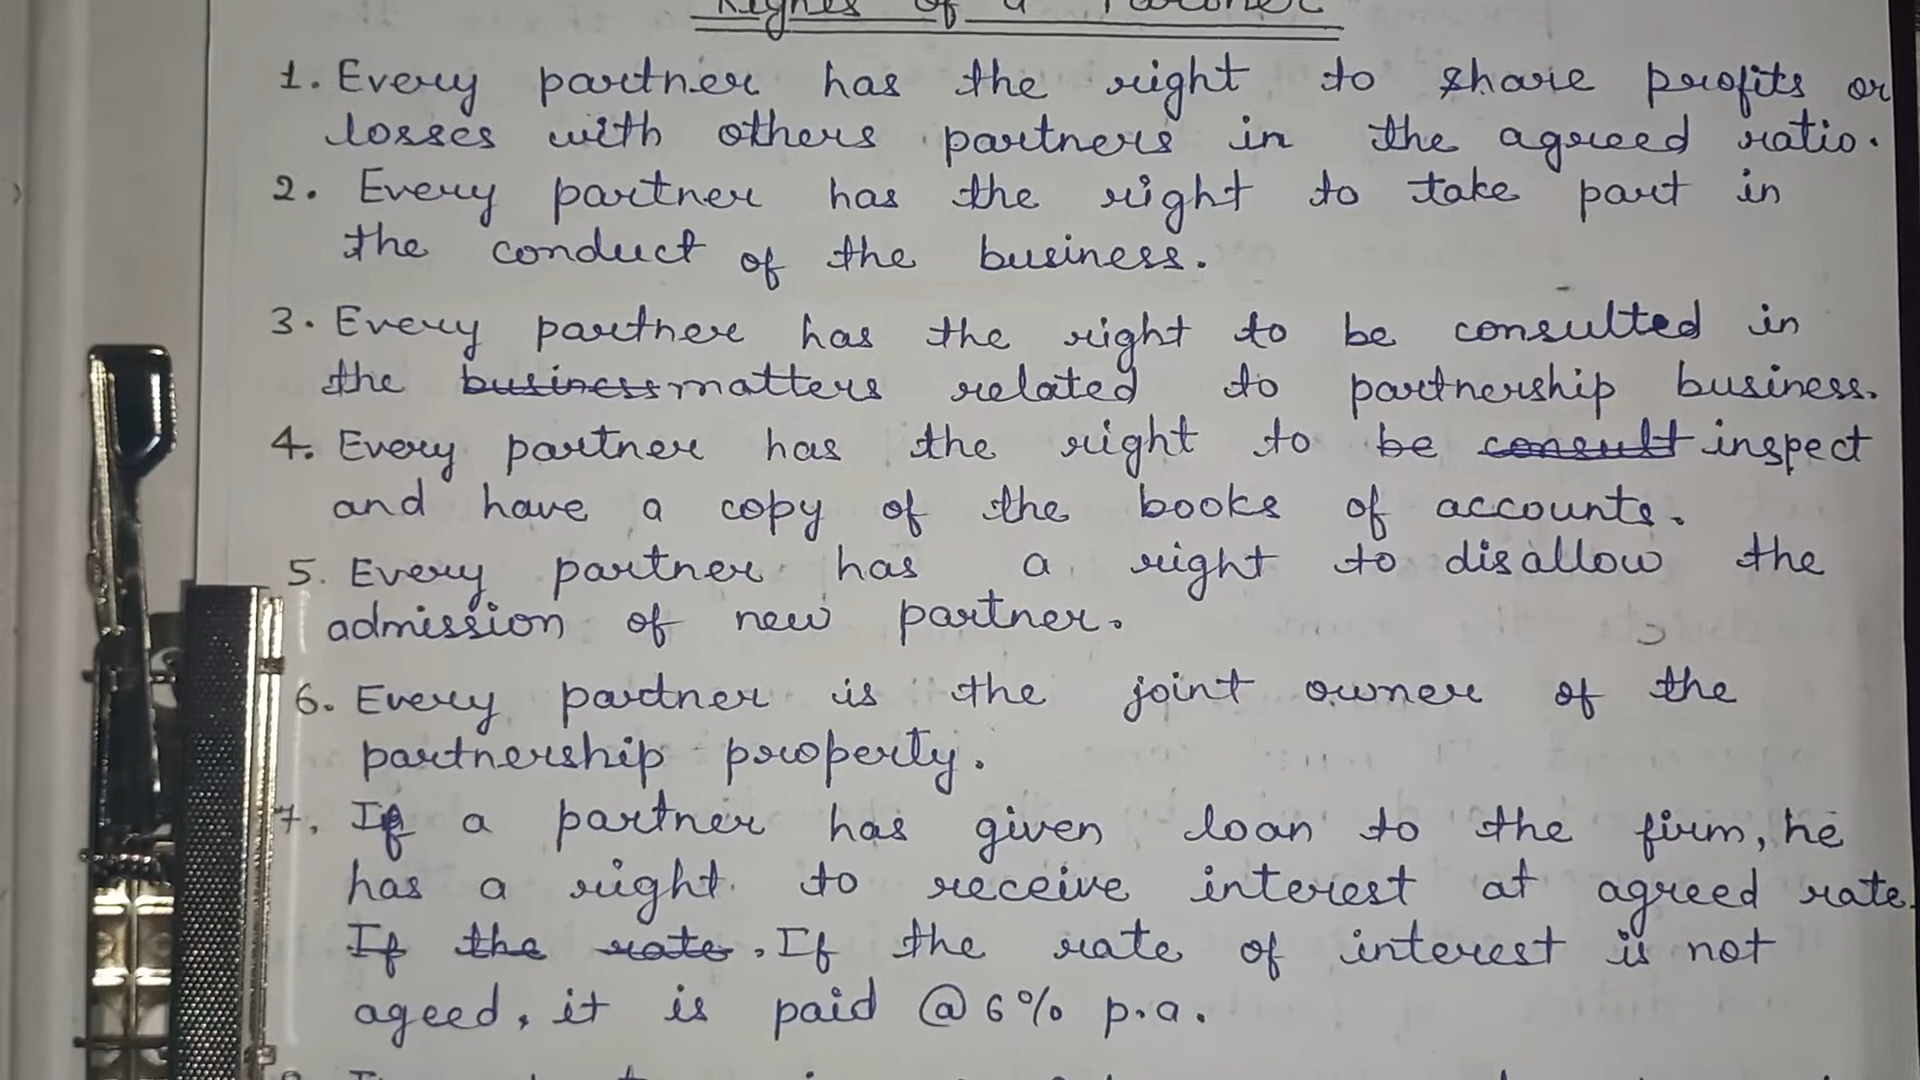 Rights of a Partner
1. Every partner has the right to share profits or
losses with others partners in the agreed ratio.
2. Every partner has the right to take part in
the conduct of the business.
3. Every partner has the right to be consulted in
the business matters related to partnership business.
4. Every partner has the right to be consult inspect
and have a copy of the books of accounts.
5. Every partner has a right to disallow the
admission of new partner.
6. Every partner is the joint owner of the
partnership property.
7. If a partner has given loan to the firm, he
has a right to receive interest at agreed rate.
If the rate. If the rate of interest is not
ageed, it is paid @ 6% p.a.